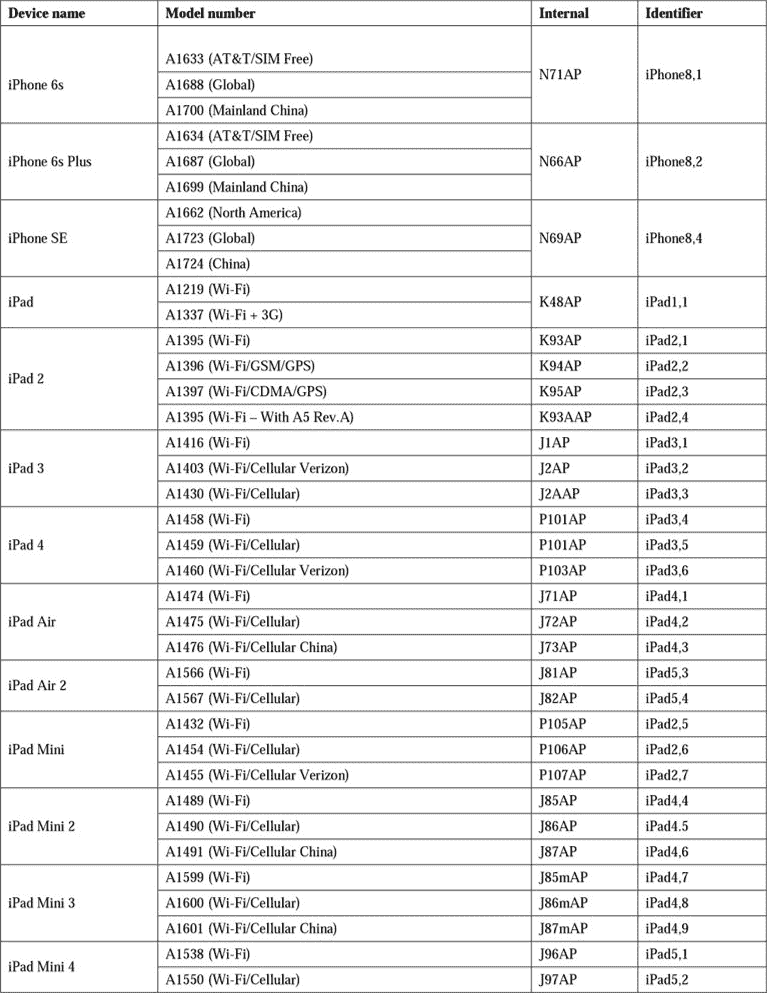 Device name Model number Internal Identifier
iPhone 6s A1633 (AT&T/SIM Free) N71AP iPhone8,1
A1688 (Global)
A1700 (Mainland China)
iPhone 6s Plus A1634 (AT&T/SIM Free) N66AP iPhone8,2
A1687 (Global)
A1699 (Mainland China)
iPhone SE A1662 (North America) N69AP iPhone8,4
A1723 (Global)
A1724 (China)
iPad A1219 (Wi-Fi) K48AP iPad1,1
A1337 (Wi-Fi + 3G)
iPad 2 A1395 (Wi-Fi) K93AP iPad2,1
A1396 (Wi-Fi/GSM/GPS) K94AP iPad2,2
A1397 (Wi-Fi/CDMA/GPS) K95AP iPad2,3
A1395 (Wi-Fi – With A5 Rev.A) K93AAP iPad2,4
iPad 3 A1416 (Wi-Fi) J1AP iPad3,1
A1403 (Wi-Fi/Cellular Verizon) J2AP iPad3,2
A1430 (Wi-Fi/Cellular) J2AAP iPad3,3
iPad 4 A1458 (Wi-Fi) P101AP iPad3,4
A1459 (Wi-Fi/Cellular) P101AP iPad3,5
A1460 (Wi-Fi/Cellular Verizon) P103AP iPad3,6
iPad Air A1474 (Wi-Fi) J71AP iPad4,1
A1475 (Wi-Fi/Cellular) J72AP iPad4,2
A1476 (Wi-Fi/Cellular China) J73AP iPad4,3
iPad Air 2 A1566 (Wi-Fi) J81AP iPad5,3
A1567 (Wi-Fi/Cellular) J82AP iPad5,4
iPad Mini A1432 (Wi-Fi) P105AP iPad2,5
A1454 (Wi-Fi/Cellular) P106AP iPad2,6
A1455 (Wi-Fi/Cellular Verizon) P107AP iPad2,7
iPad Mini 2 A1489 (Wi-Fi) J85AP iPad4,4
A1490 (Wi-Fi/Cellular) J86AP iPad4.5
A1491 (Wi-Fi/Cellular China) J87AP iPad4,6
iPad Mini 3 A1599 (Wi-Fi) J85mAP iPad4,7
A1600 (Wi-Fi/Cellular) J86mAP iPad4,8
A1601 (Wi-Fi/Cellular China) J87mAP iPad4,9
iPad Mini 4 A1538 (Wi-Fi) J96AP iPad5,1
A1550 (Wi-Fi/Cellular) J97AP iPad5,2